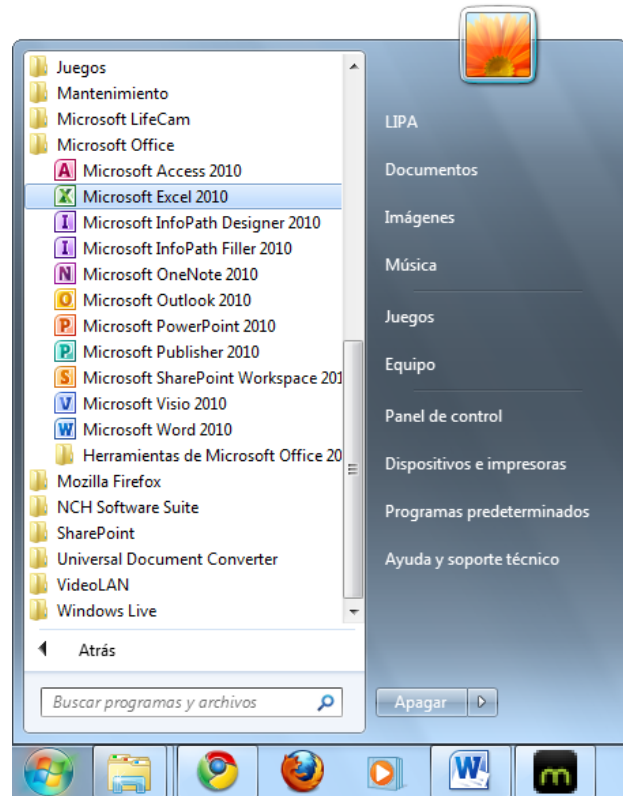 Juegos
Mantenimiento
Microsoft LifeCam
Microsoft Office
Microsoft Access 2010
Microsoft Excel 2010
Microsoft InfoPath Designer 2010
Microsoft InfoPath Filler 2010
Microsoft OneNote 2010
Microsoft Outlook 2010
Microsoft PowerPoint 2010
Microsoft Publisher 2010
Microsoft SharePoint Workspace 201
Microsoft Visio 2010
Microsoft Word 2010
Herramientas de Microsoft Office 20
Mozilla Firefox
NCH Software Suite
SharePoint
Universal Document Converter
VideoLAN
Windows Live
Atrás
Buscar programas y archivos
LIPA
Documentos
Imágenes
Música
Juegos
Equipo
Panel de control
Dispositivos e impresoras
Programas predeterminados
Ayuda y soporte técnico
Apagar